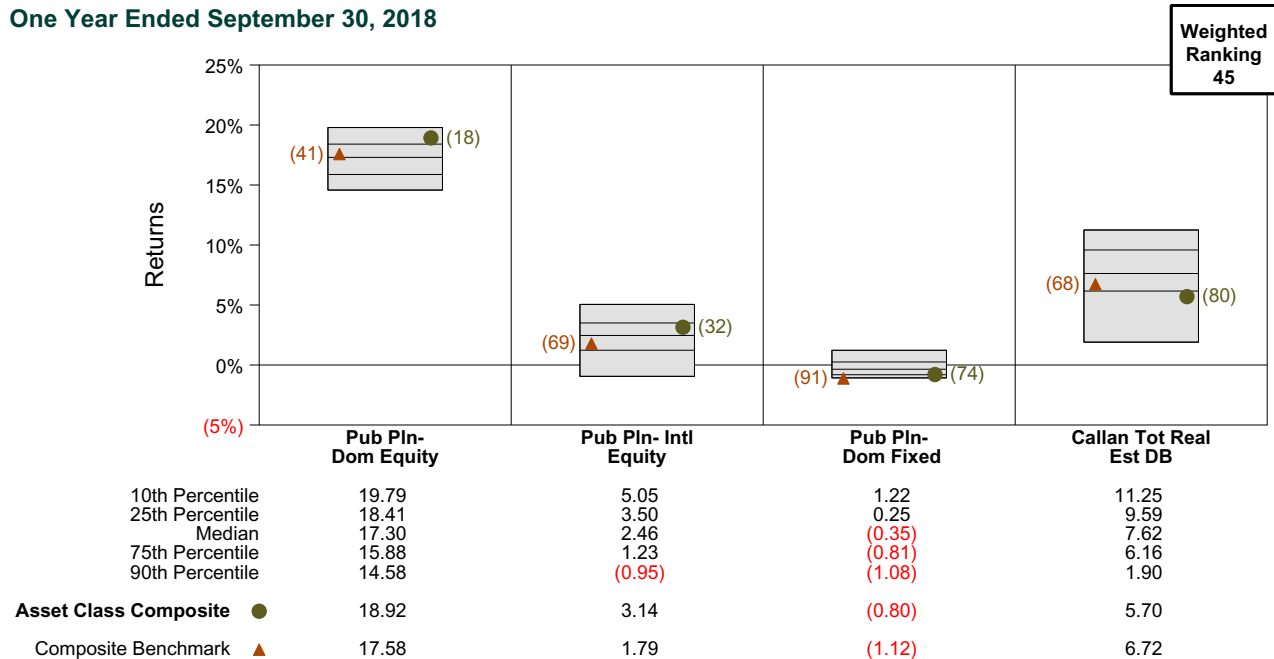 One Year Ended September 30, 2018
Weighted
Ranking
45
Returns
25%
20%
15%
10%
5%
0%
(5%)
(41)
(18)
(69)
(32)
(91)
(74)
(68)
(80)
Pub Pln-
Dom Equity
Pub Pln- Intl
Equity
Pub Pln-
Dom Fixed
Callan Tot Real
Est DB
10th Percentile 19.79 5.05 1.22 11.25
25th Percentile 18.41 3.50 0.25 9.59
Median 17.30 2.46 (0.35) 7.62
75th Percentile 15.88 1.23 (0.81) 6.16
90th Percentile 14.58 (0.95) (1.08) 1.90
Asset Class Composite 18.92 3.14 (0.80) 5.70
Composite Benchmark 17.58 1.79 (1.12) 6.72